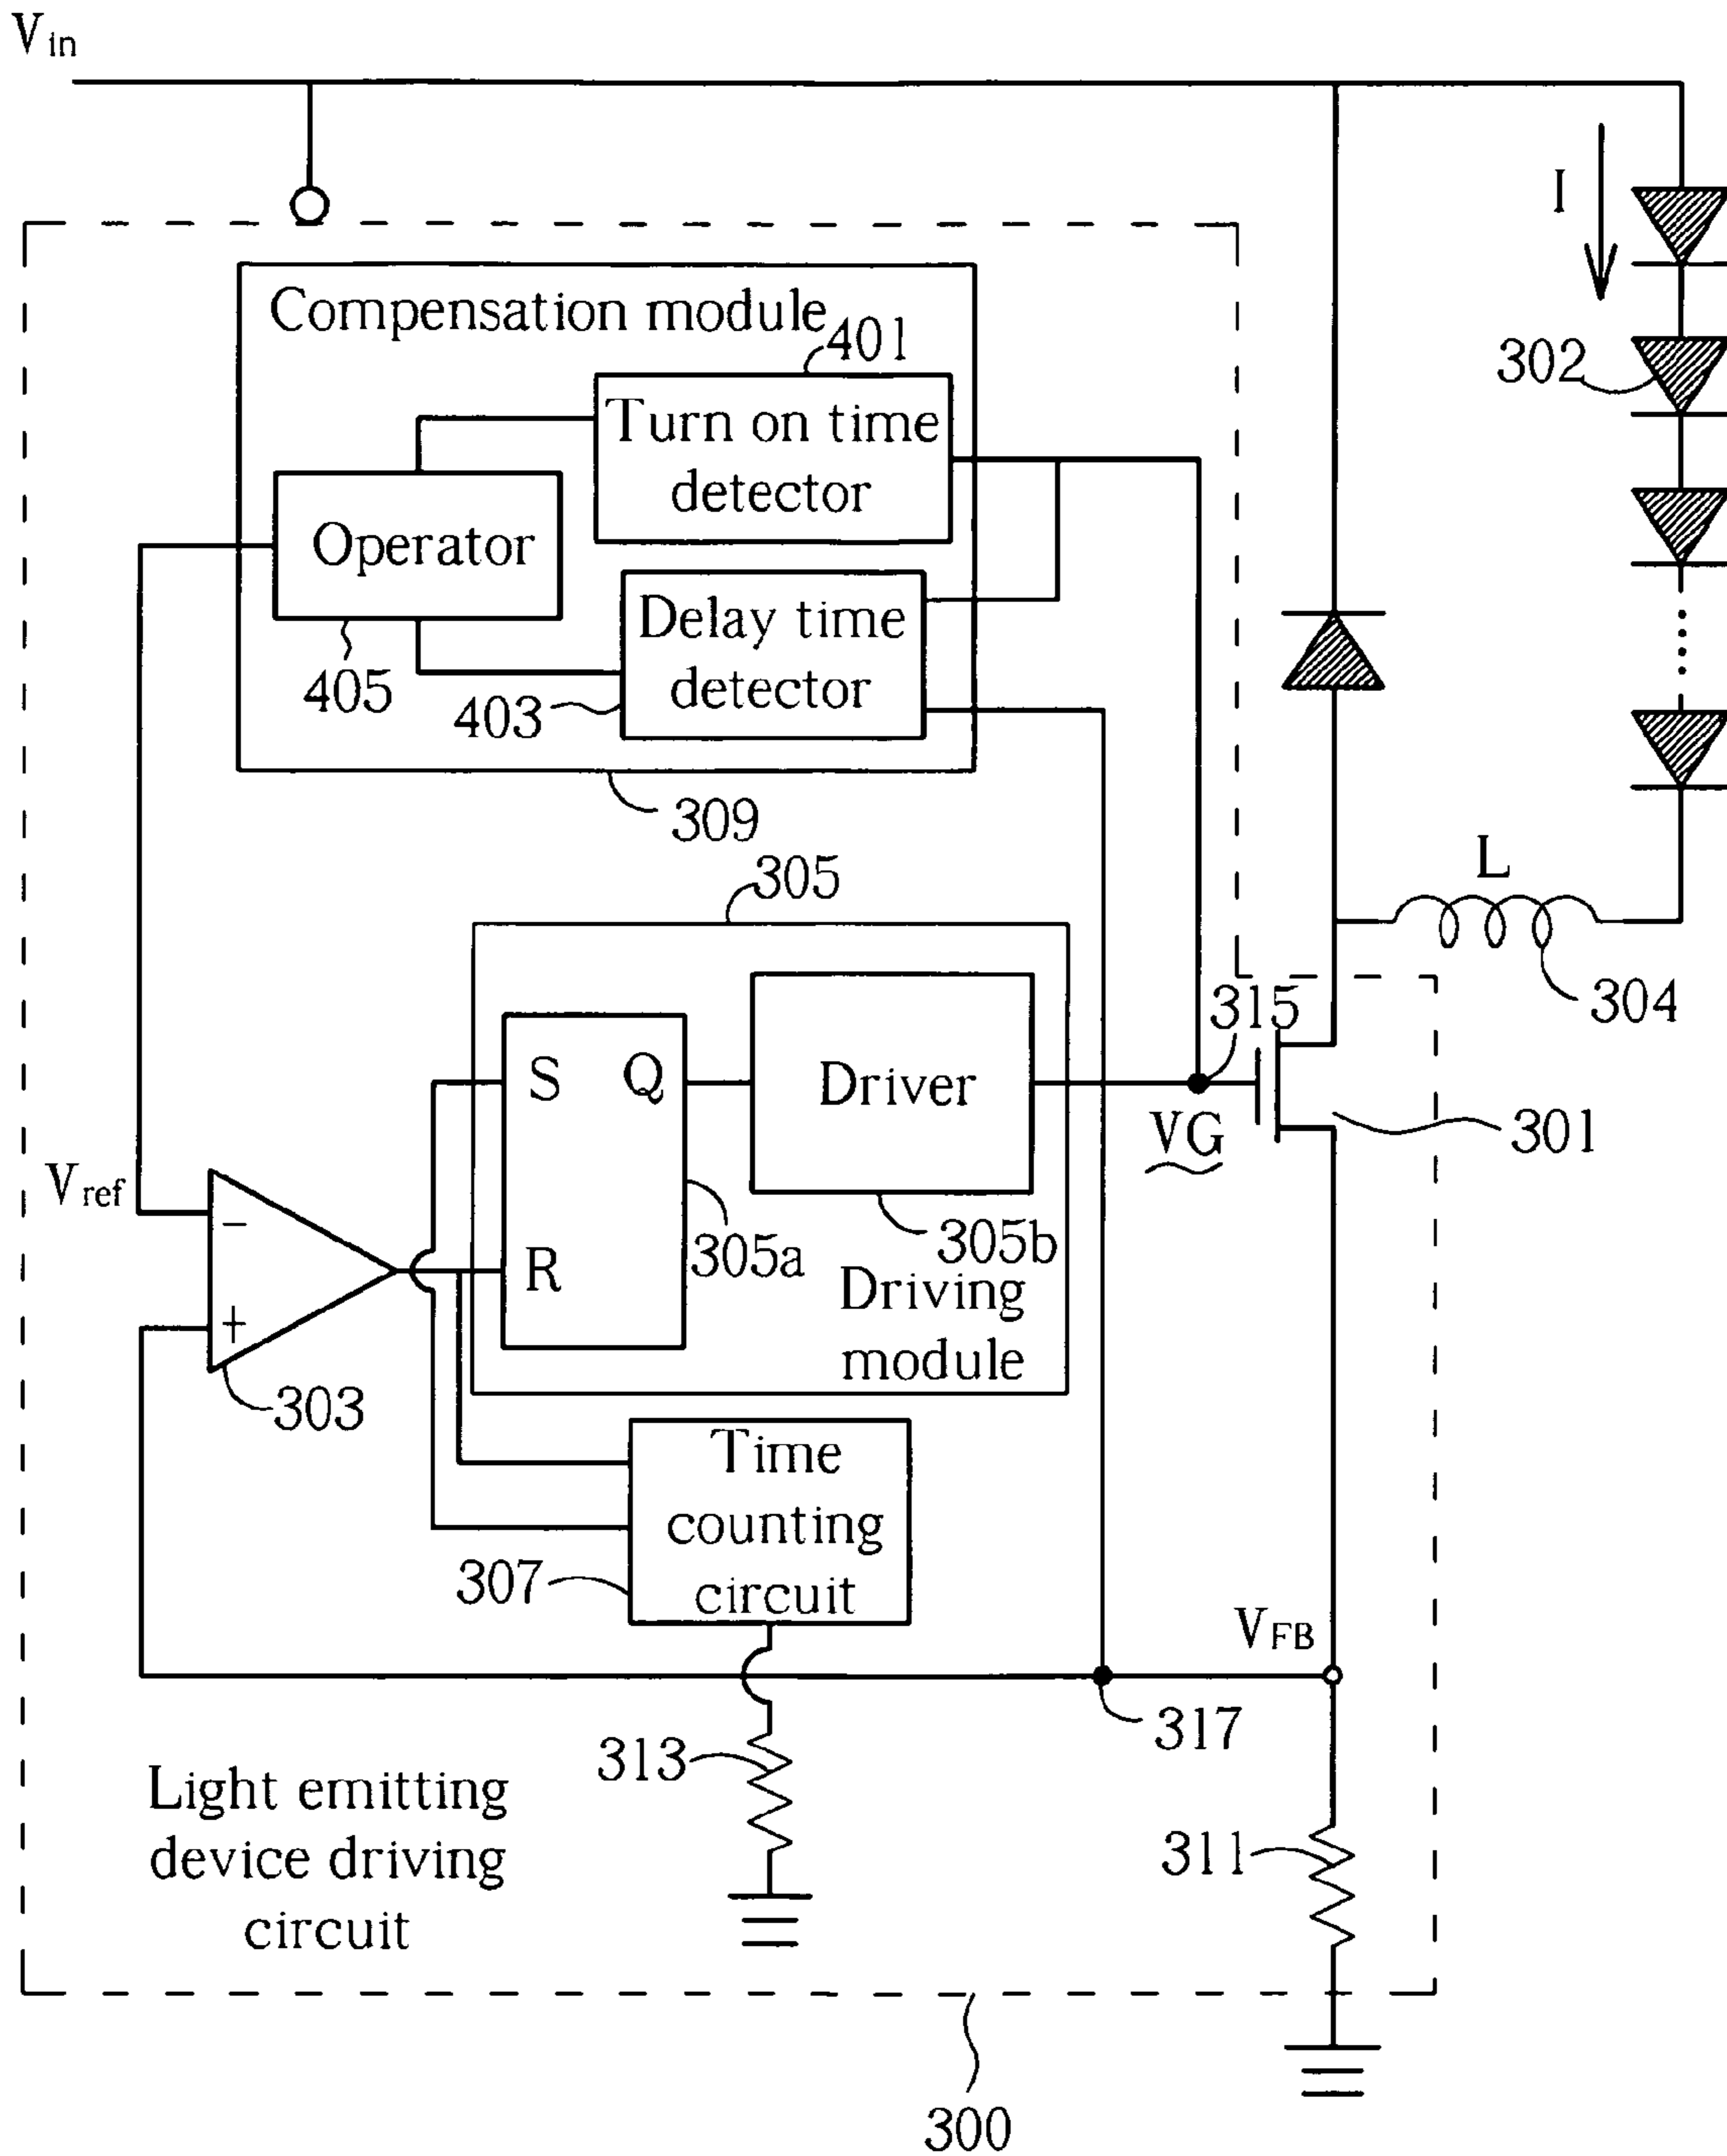 Vin
I
Compensation module
401
302
Turn on time
detector
Operator
Delay time
detector
405
403
309
305
L
304
315
S
Q
Driver
VG
301
Vref
−
305a
305b
R
Driving
module
+
303
Time
counting
circuit
307
VFB
317
313
Light emitting
device driving
circuit
311
300